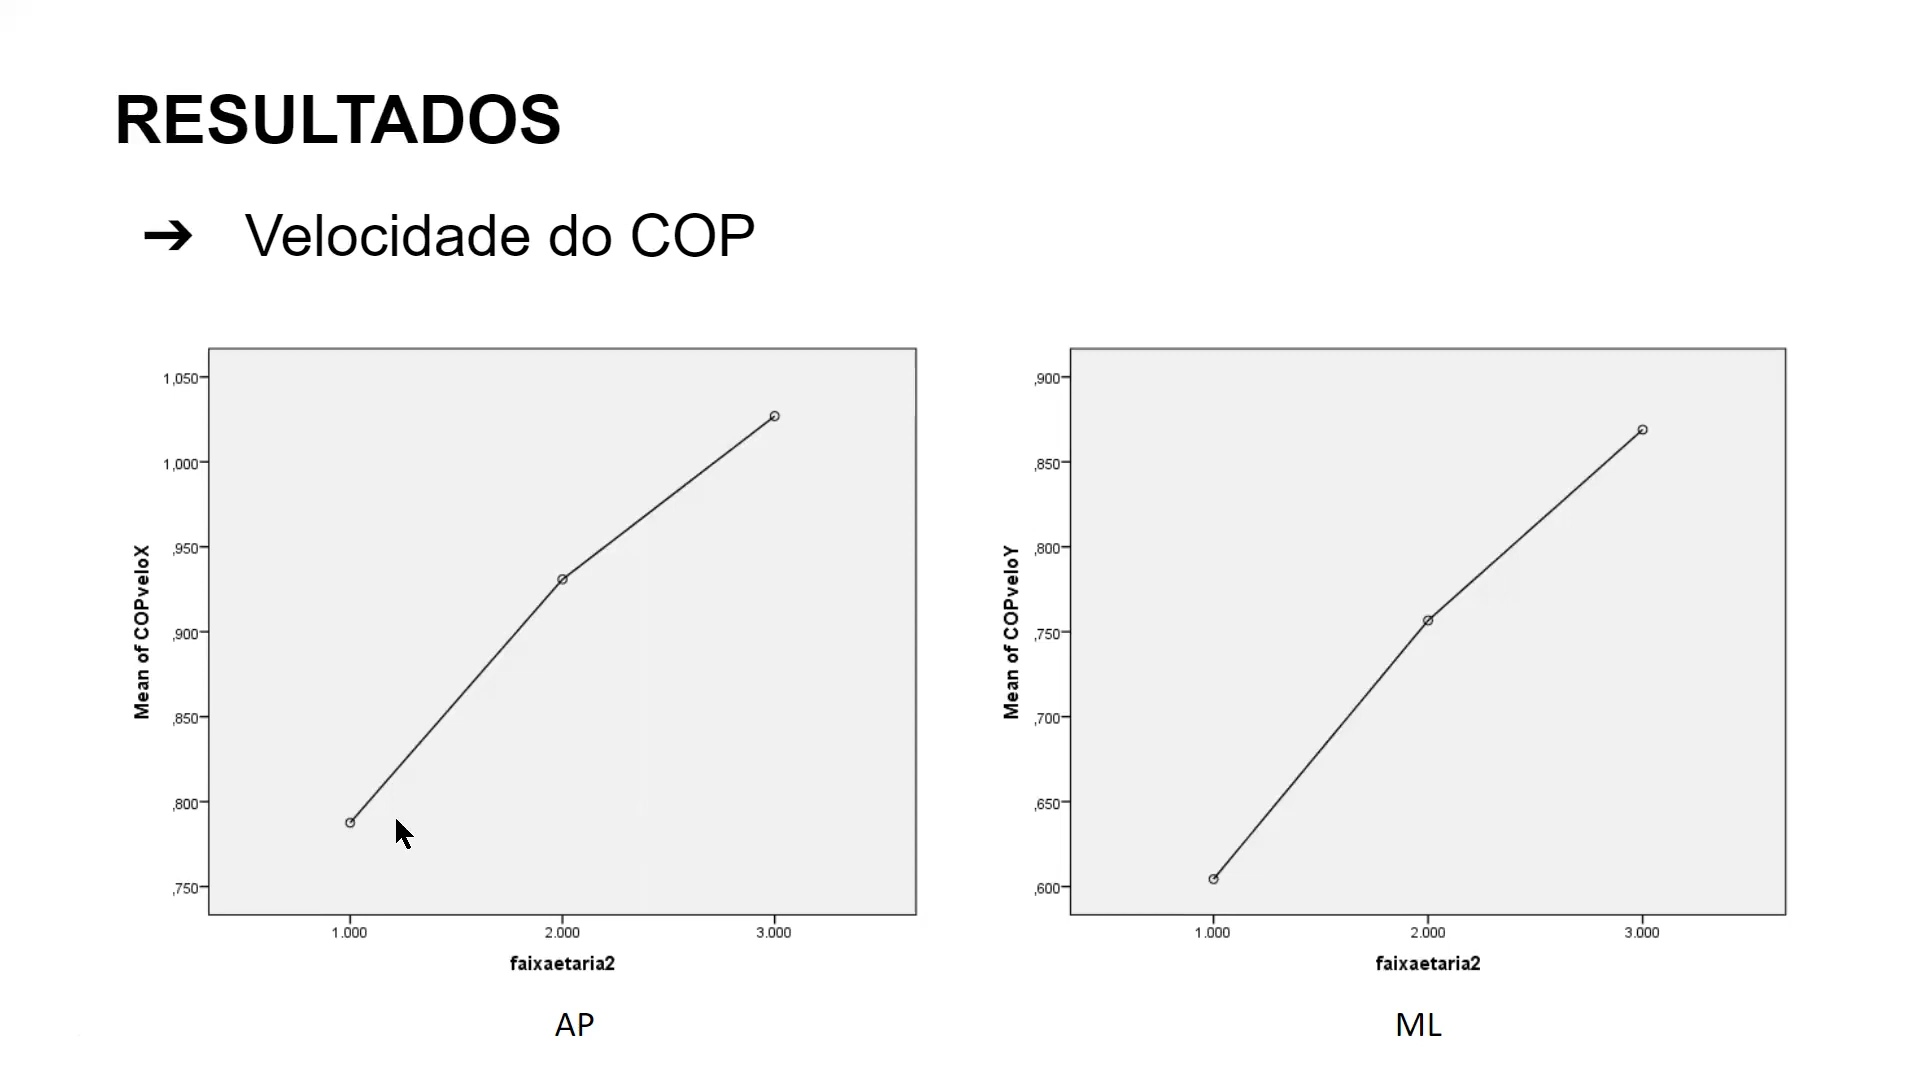 RESULTADOS
➔ Velocidade do COP
1,050
1,000
,950
,900
,850
,800
,750
Mean of COPveloX
1.000 2.000 3.000
faixaetaria2
AP
,900
,850
,800
,750
,700
,650
,600
Mean of COPveloY
1.000 2.000 3.000
faixaetaria2
ML